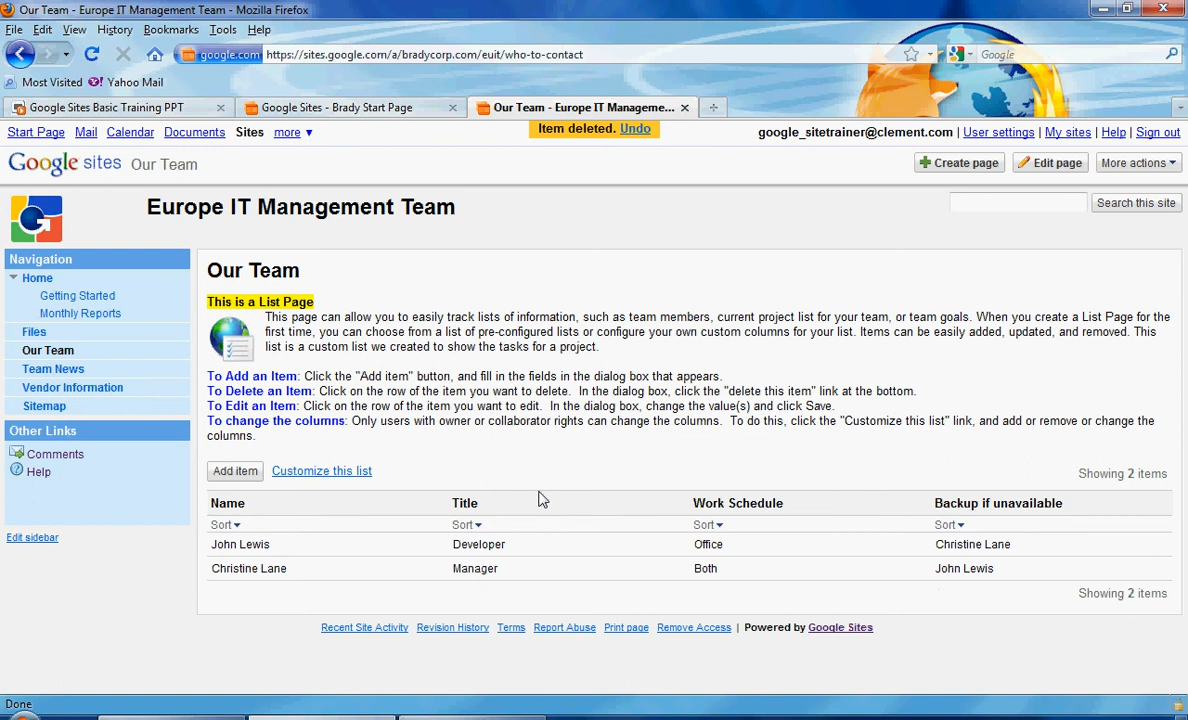 Our Team - Europe IT Management Team - Mozilla Firefox
File Edit View History Bookmarks Tools Help
google.com https://sites.google.com/a/bradycorp.com/euit/who-to-contact Google
Most Visited Yahoo Mail
Google Sites Basic Training PPT Google Sites - Brady Start Page Our Team - Europe IT Manageme...
Start Page Mail Calendar Documents Sites more ▼ Item deleted. Undo google_sitetrainer@clement.com | User settings | My sites | Help | Sign out
Google sites Our Team Create page Edit page More actions
Europe IT Management Team Search this site
Navigation
Home
Getting Started
Monthly Reports
Files
Our Team
Team News
Vendor Information
Sitemap
Other Links
Comments
Help
Edit sidebar
Our Team
This is a List Page
This page can allow you to easily track lists of information, such as team members, current project list for your team, or team goals. When you create a List Page for the
first time, you can choose from a list of pre-configured lists or configure your own custom columns for your list. Items can be easily added, updated, and removed. This
list is a custom list we created to show the tasks for a project.
To Add an Item: Click the "Add item" button, and fill in the fields in the dialog box that appears.
To Delete an Item: Click on the row of the item you want to delete. In the dialog box, click the "delete this item" link at the bottom.
To Edit an Item: Click on the row of the item you want to edit. In the dialog box, change the value(s) and click Save.
To change the columns: Only users with owner or collaborator rights can change the columns. To do this, click the "Customize this list" link, and add or remove or change the
columns.
Add item Customize this list Showing 2 items
Name Title Work Schedule Backup if unavailable
Sort Sort Sort Sort
John Lewis Developer Office Christine Lane
Christine Lane Manager Both John Lewis
Showing 2 items
Recent Site Activity Revision History Terms Report Abuse Print page Remove Access | Powered by Google Sites
Done